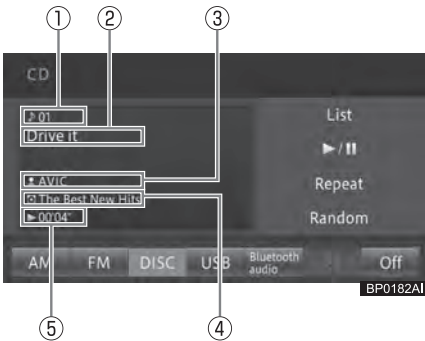 ① ② ③
CD
♪ 01
Drive it
AVIC
The Best New Hits
▶ 00'04"
List
▶/II
Repeat
Random
AM FM DISC USB Bluetooth audio Off
BP0182AI
⑤ ④